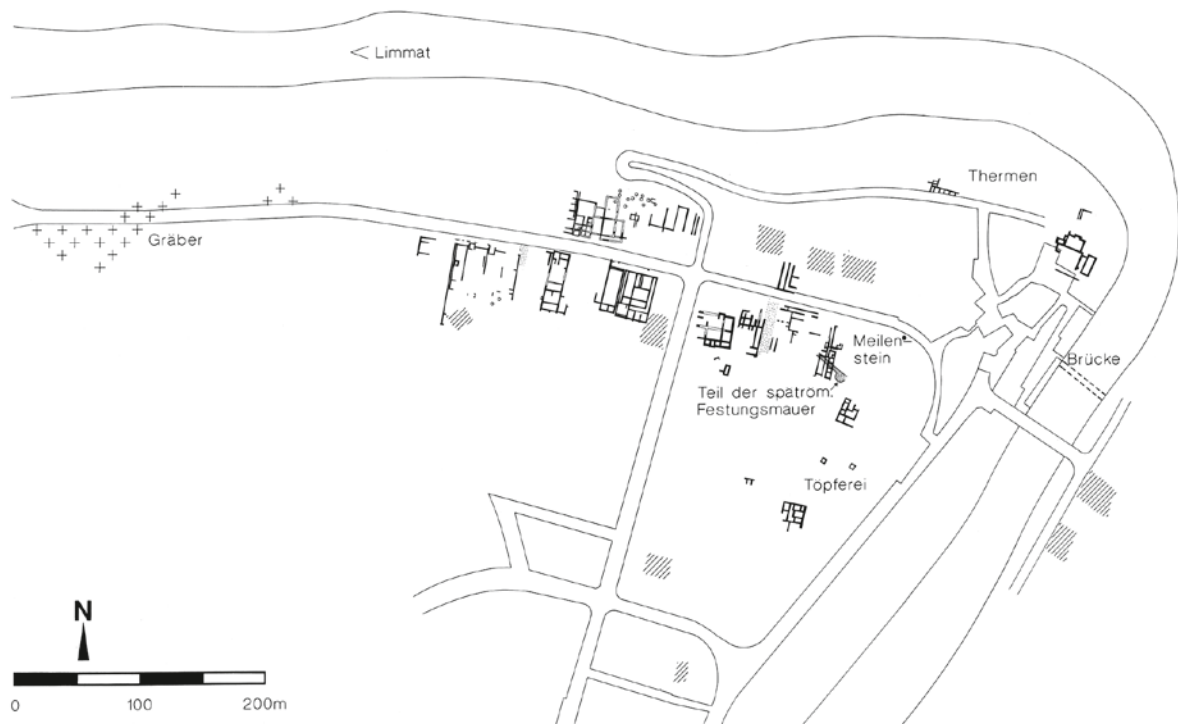 Limmat
Thermen
Gräber
Meilen-
stein
Brücke
Teil der spätröm.
Festungsmauer
Töpferei
N
0 100 200m